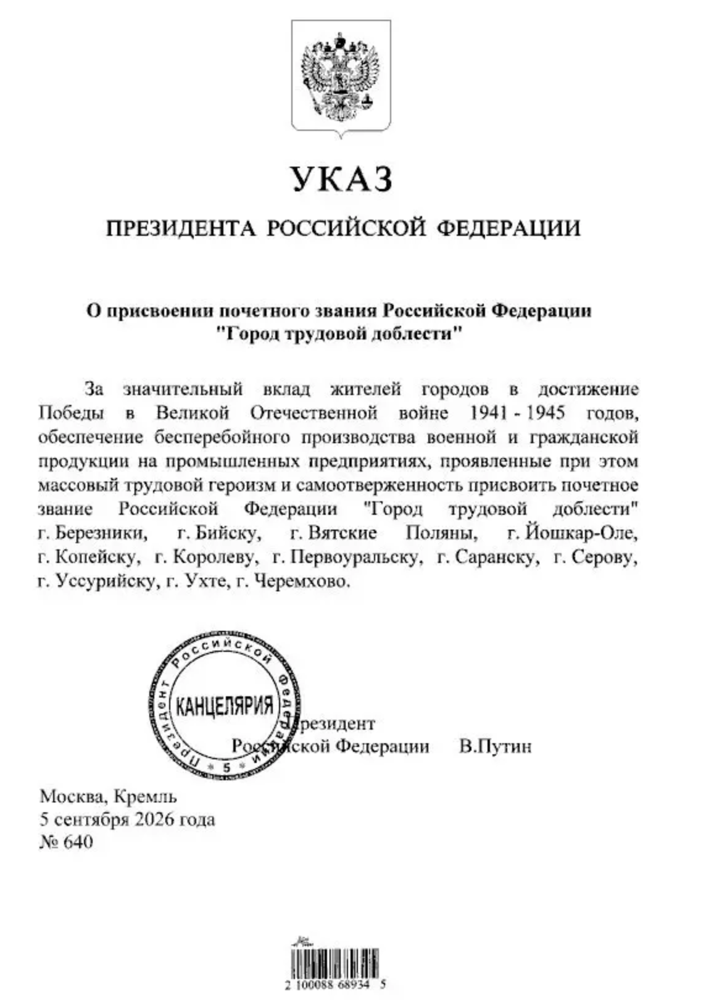 УКАЗ
ПРЕЗИДЕНТА РОССИЙСКОЙ ФЕДЕРАЦИИ
О присвоении почетного звания Российской Федерации
"Город трудовой доблести"
За значительный вклад жителей городов в достижение
Победы в Великой Отечественной войне 1941 - 1945 годов,
обеспечение бесперебойного производства военной и гражданской
продукции на промышленных предприятиях, проявленные при этом
массовый трудовой героизм и самоотверженность присвоить почетное
звание Российской Федерации "Город трудовой доблести"
г. Березники, г. Бийску, г. Вятские Поляны, г. Йошкар-Оле,
г. Копейску, г. Королеву, г. Первоуральску, г. Саранску, г. Серову,
г. Уссурийску, г. Ухте, г. Черемхово.
Президент Российской Федерации
КАНЦЕЛЯРИЯ
* 5 *
Президент
Российской Федерации В.Путин
Москва, Кремль
5 сентября 2026 года
№ 640
2 100088 68934 5